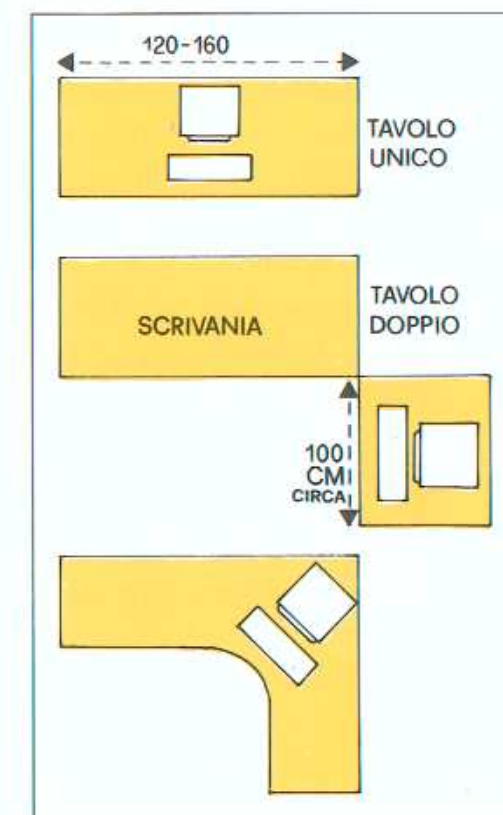 120-160
TAVOLO
UNICO
SCRIVANIA
TAVOLO
DOPPIO
100
CM
CIRCA